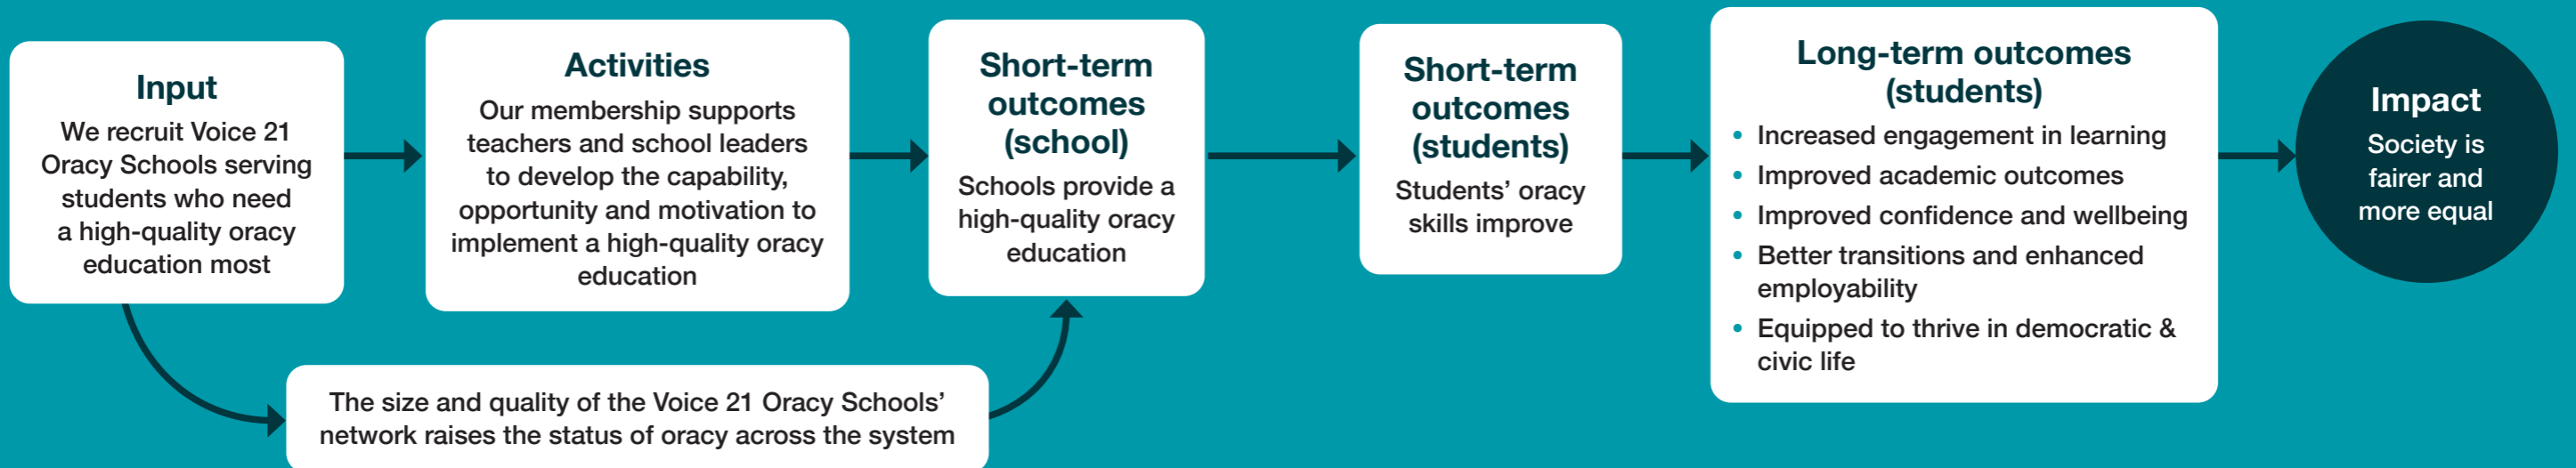 Input
We recruit Voice 21
Oracy Schools serving
students who need
a high-quality oracy
education most
Activities
Our membership supports
teachers and school leaders
to develop the capability,
opportunity and motivation to
implement a high-quality oracy
education
Short-term
outcomes
(school)
Schools provide a
high-quality oracy
education
Short-term
outcomes
(students)
Students’ oracy
skills improve
Long-term outcomes
(students)
• Increased engagement in learning
• Improved academic outcomes
• Improved confidence and wellbeing
• Better transitions and enhanced
employability
• Equipped to thrive in democratic &
civic life
Impact
Society is
fairer and
more equal
The size and quality of the Voice 21 Oracy Schools’
network raises the status of oracy across the system